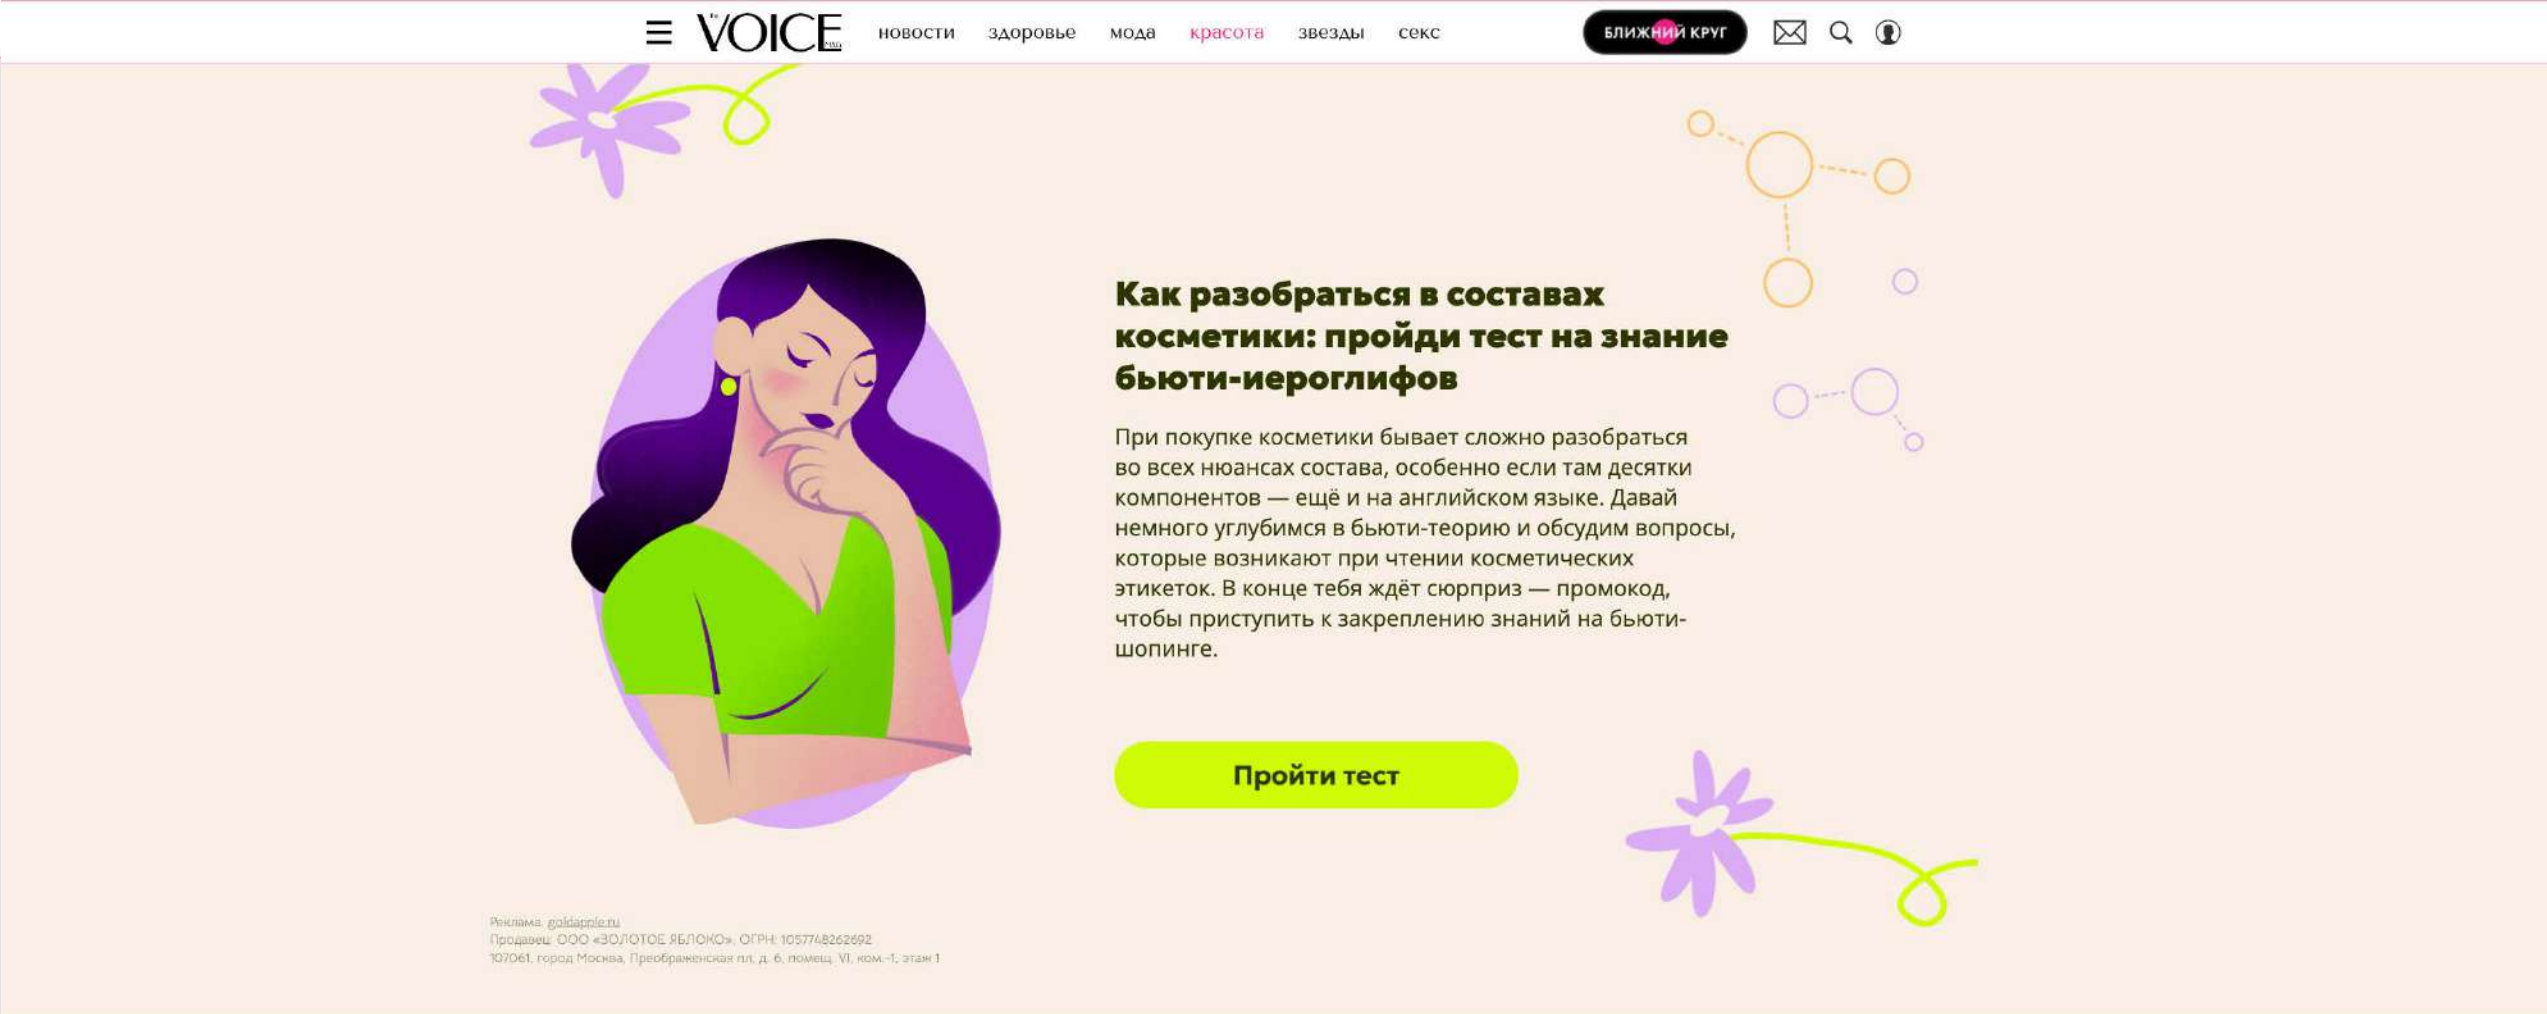 The VOICE MAG
новости здоровье мода красота звезды секс
БЛИЖНИЙ КРУГ
Как разобраться в составах
косметики: пройди тест на знание
бьюти-иероглифов
При покупке косметики бывает сложно разобраться
во всех нюансах состава, особенно если там десятки
компонентов — ещё и на английском языке. Давай
немного углубимся в бьюти-теорию и обсудим вопросы,
которые возникают при чтении косметических
этикеток. В конце тебя ждёт сюрприз — промокод,
чтобы приступить к закреплению знаний на бьюти-
шопинге.
Пройти тест
Реклама. goldapple.ru
Продавец: ООО «ЗОЛОТОЕ ЯБЛОКО». ОГРН: 1057748262692
107061, город Москва, Преображенская пл, д. 6, помещ. VI, ком.-1, этаж 1